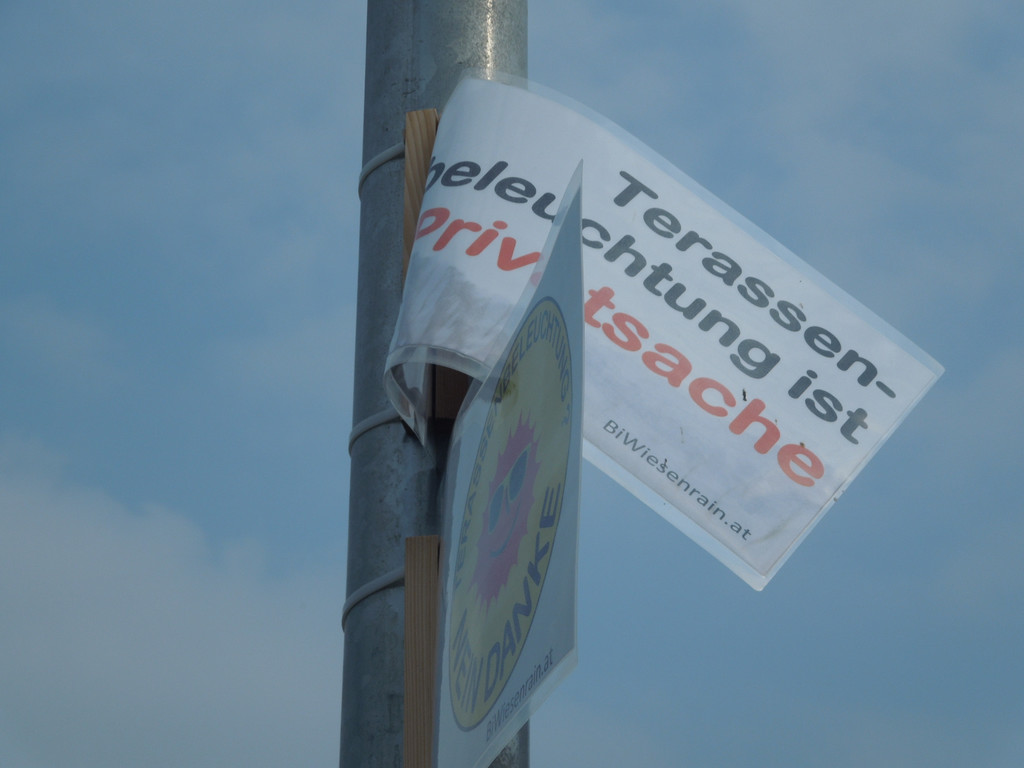 Terassen-
beleuchtung ist
privatsache
BiWiesenrain.at
NEIN DANKE
BiWiesenrain.at